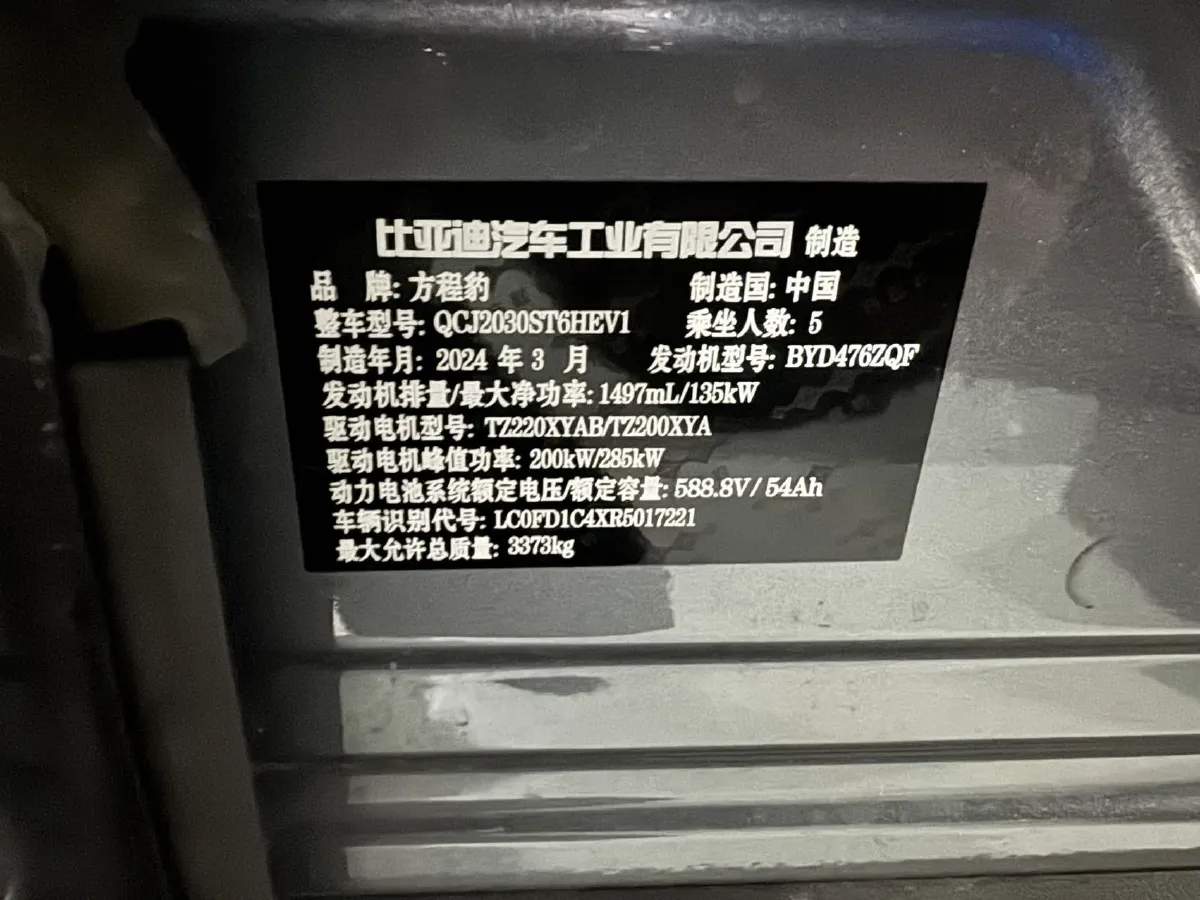 比亚迪汽车工业有限公司 制造
品 牌: 方程豹 制造国: 中国
整车型号: QCJ2030ST6HEV1 乘坐人数: 5
制造年月: 2024 年 3 月 发动机型号: BYD476ZQF
发动机排量/最大净功率: 1497mL/135kW
驱动电机型号: TZ220XYAB/TZ200XYA
驱动电机峰值功率: 200kW/285kW
动力电池系统额定电压/额定容量: 588.8V/ 54Ah
车辆识别代号: LC0FD1C4XR5017221
最大允许总质量: 3373kg